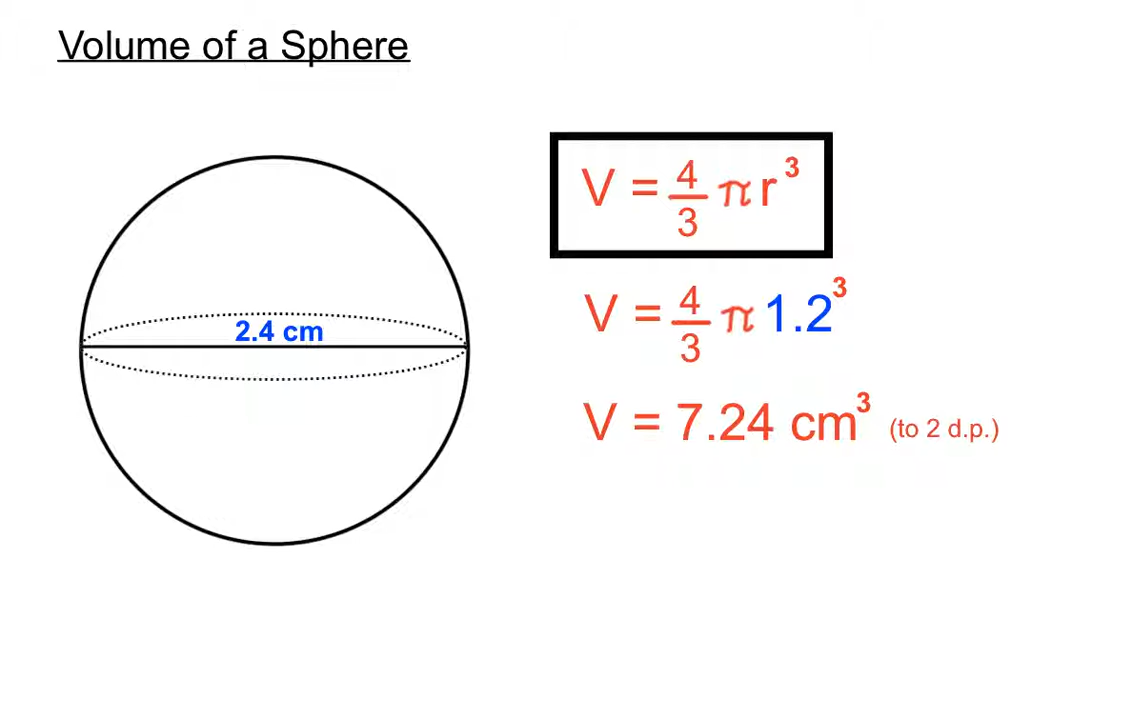 Volume of a Sphere
2.4 cm
V = 4/3 π r³
V = 4/3 π 1.2³
V = 7.24 cm³ (to 2 d.p.)